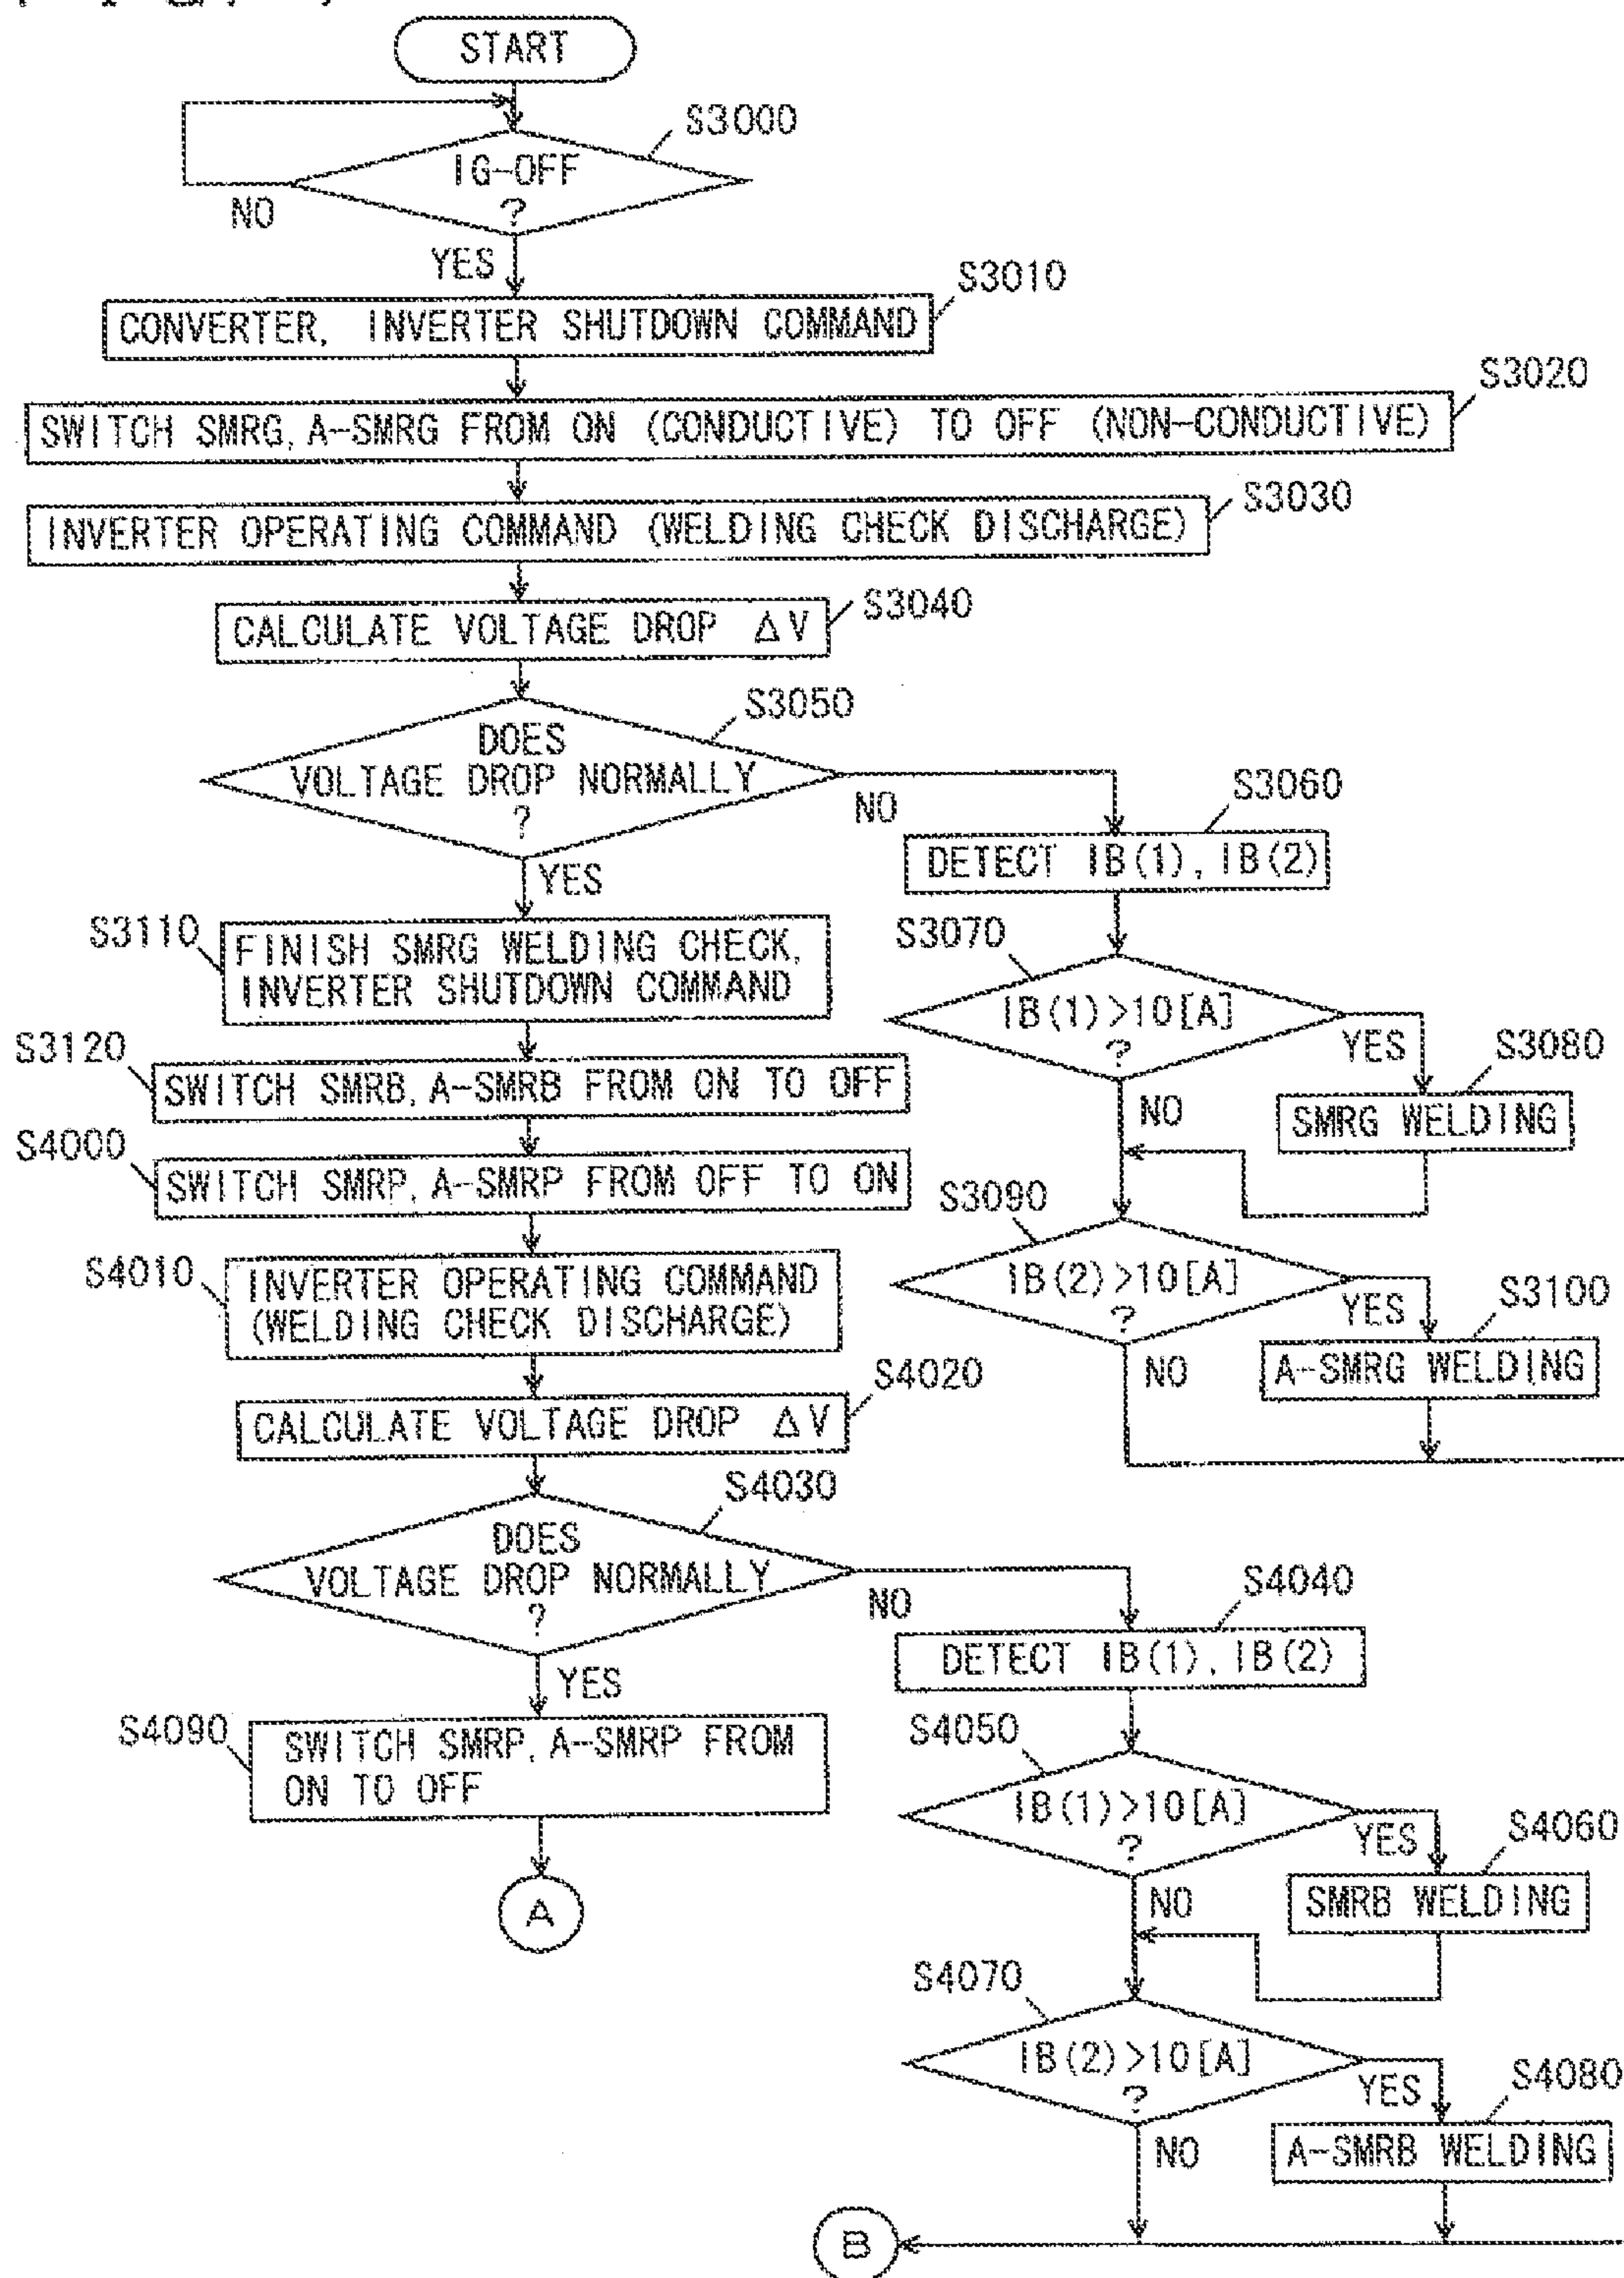 START
S3000
IG-OFF
?
NO
YES
S3010
CONVERTER, INVERTER SHUTDOWN COMMAND
S3020
SWITCH SMRG, A-SMRG FROM ON (CONDUCTIVE) TO OFF (NON-CONDUCTIVE)
S3030
INVERTER OPERATING COMMAND (WELDING CHECK DISCHARGE)
S3040
CALCULATE VOLTAGE DROP ΔV
S3050
DOES
VOLTAGE DROP NORMALLY
?
NO
YES
S3060
DETECT IB(1), IB(2)
S3070
IB(1)>10[A]
?
YES
NO
S3080
SMRG WELDING
S3090
IB(2)>10[A]
?
YES
NO
S3100
A-SMRG WELDING
S3110
FINISH SMRG WELDING CHECK,
INVERTER SHUTDOWN COMMAND
S3120
SWITCH SMRB, A-SMRB FROM ON TO OFF
S4000
SWITCH SMRP, A-SMRP FROM OFF TO ON
S4010
INVERTER OPERATING COMMAND
(WELDING CHECK DISCHARGE)
S4020
CALCULATE VOLTAGE DROP ΔV
S4030
DOES
VOLTAGE DROP NORMALLY
?
NO
YES
S4040
DETECT IB(1), IB(2)
S4050
IB(1)>10[A]
?
YES
NO
S4060
SMRB WELDING
S4070
IB(2)>10[A]
?
YES
NO
S4080
A-SMRB WELDING
S4090
SWITCH SMRP, A-SMRP FROM
ON TO OFF
A
B